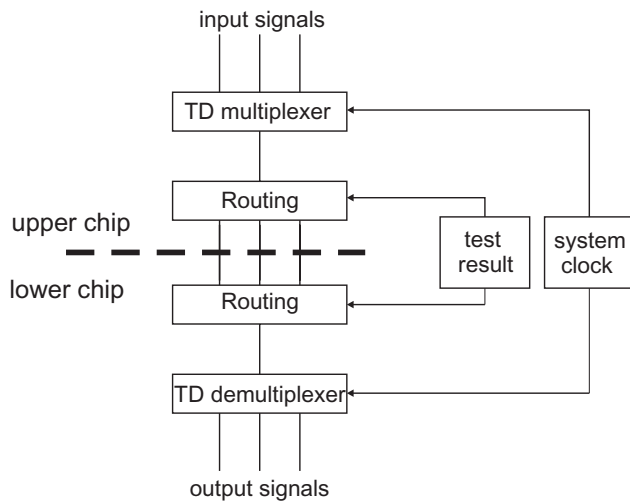 input signals
TD multiplexer
Routing
upper chip
test
result
system
clock
lower chip
Routing
TD demultiplexer
output signals